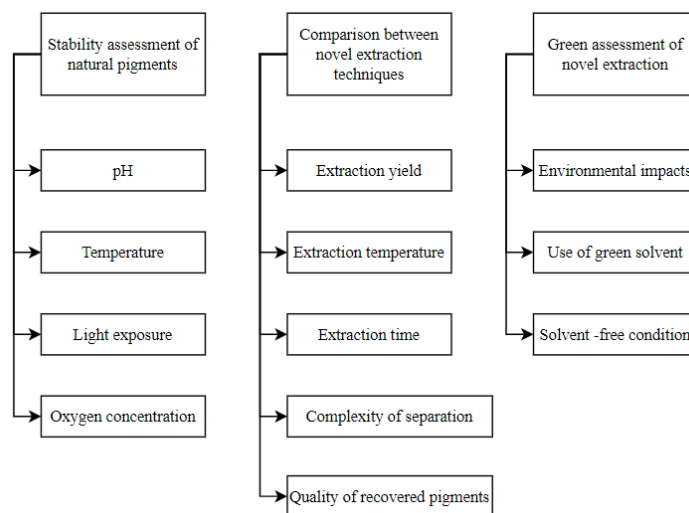 Stability assessment of
natural pigments
pH
Temperature
Light exposure
Oxygen concentration
Comparison between
novel extraction
techniques
Extraction yield
Extraction temperature
Extraction time
Complexity of separation
Quality of recovered pigments
Green assessment of
novel extraction
Environmental impacts
Use of green solvent
Solvent -free condition